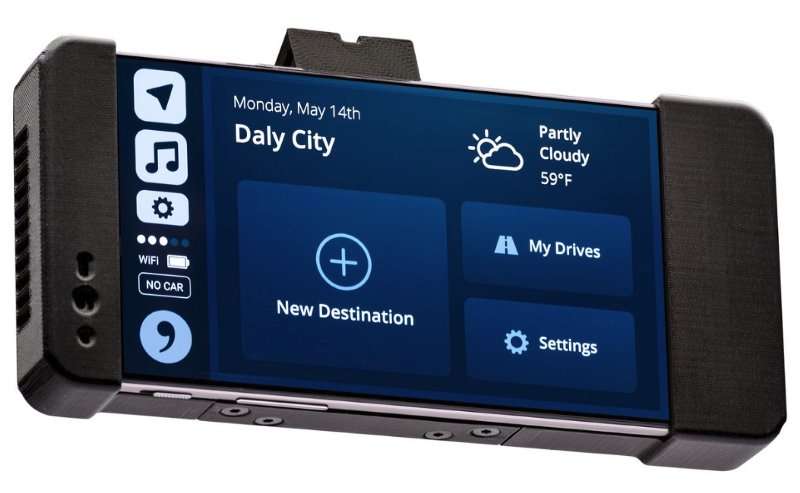 Monday, May 14th
Daly City
Partly
Cloudy
59°F
WiFi
NO CAR
New Destination
My Drives
Settings